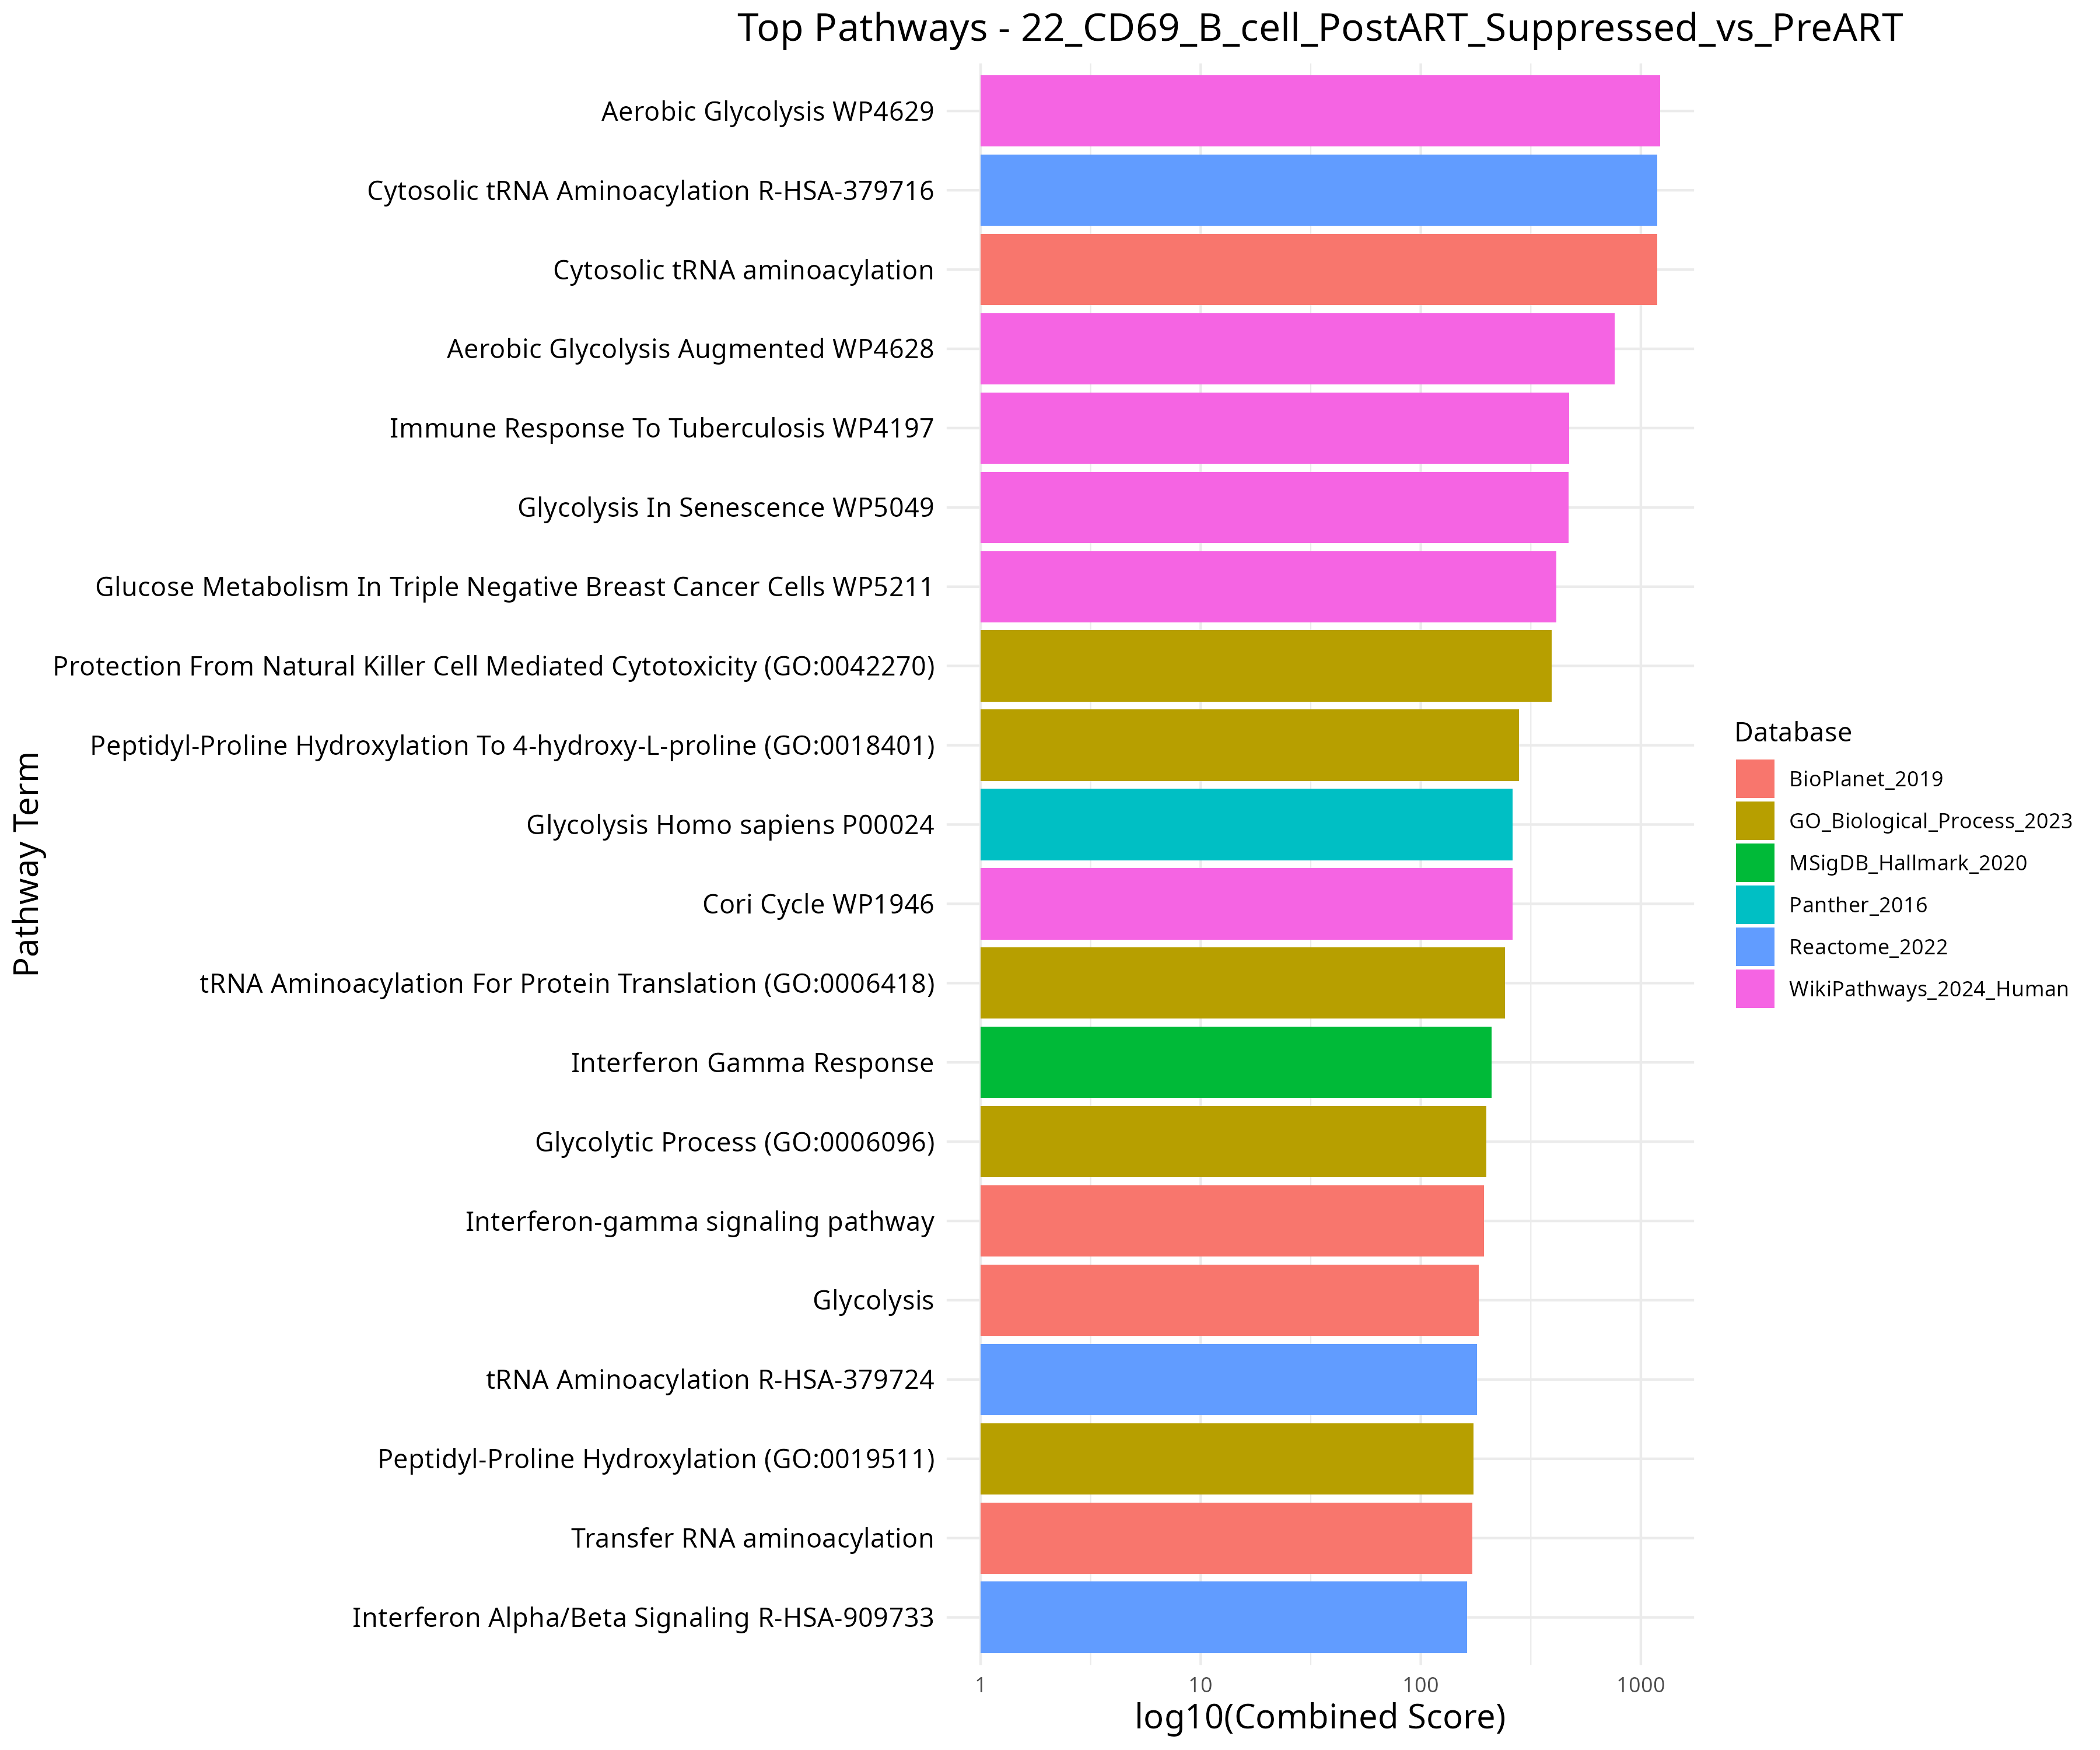 Top Pathways - 22_CD69_B_cell_PostART_Suppressed_vs_PreART
Pathway Term
Aerobic Glycolysis WP4629
Cytosolic tRNA Aminoacylation R-HSA-379716
Cytosolic tRNA aminoacylation
Aerobic Glycolysis Augmented WP4628
Immune Response To Tuberculosis WP4197
Glycolysis In Senescence WP5049
Glucose Metabolism In Triple Negative Breast Cancer Cells WP5211
Protection From Natural Killer Cell Mediated Cytotoxicity (GO:0042270)
Peptidyl-Proline Hydroxylation To 4-hydroxy-L-proline (GO:0018401)
Glycolysis Homo sapiens P00024
Cori Cycle WP1946
tRNA Aminoacylation For Protein Translation (GO:0006418)
Interferon Gamma Response
Glycolytic Process (GO:0006096)
Interferon-gamma signaling pathway
Glycolysis
tRNA Aminoacylation R-HSA-379724
Peptidyl-Proline Hydroxylation (GO:0019511)
Transfer RNA aminoacylation
Interferon Alpha/Beta Signaling R-HSA-909733
1 10 100 1000
log10(Combined Score)
Database
BioPlanet_2019
GO_Biological_Process_2023
MSigDB_Hallmark_2020
Panther_2016
Reactome_2022
WikiPathways_2024_Human